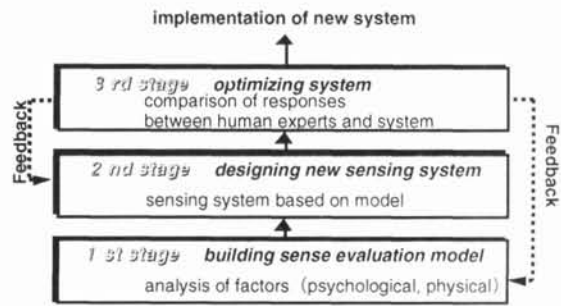 implementation of new system
3 rd stage optimizing system
comparison of responses
between human experts and system
Feedback
Feedback
2 nd stage designing new sensing system
sensing system based on model
1 st stage building sense evaluation model
analysis of factors (psychological, physical)